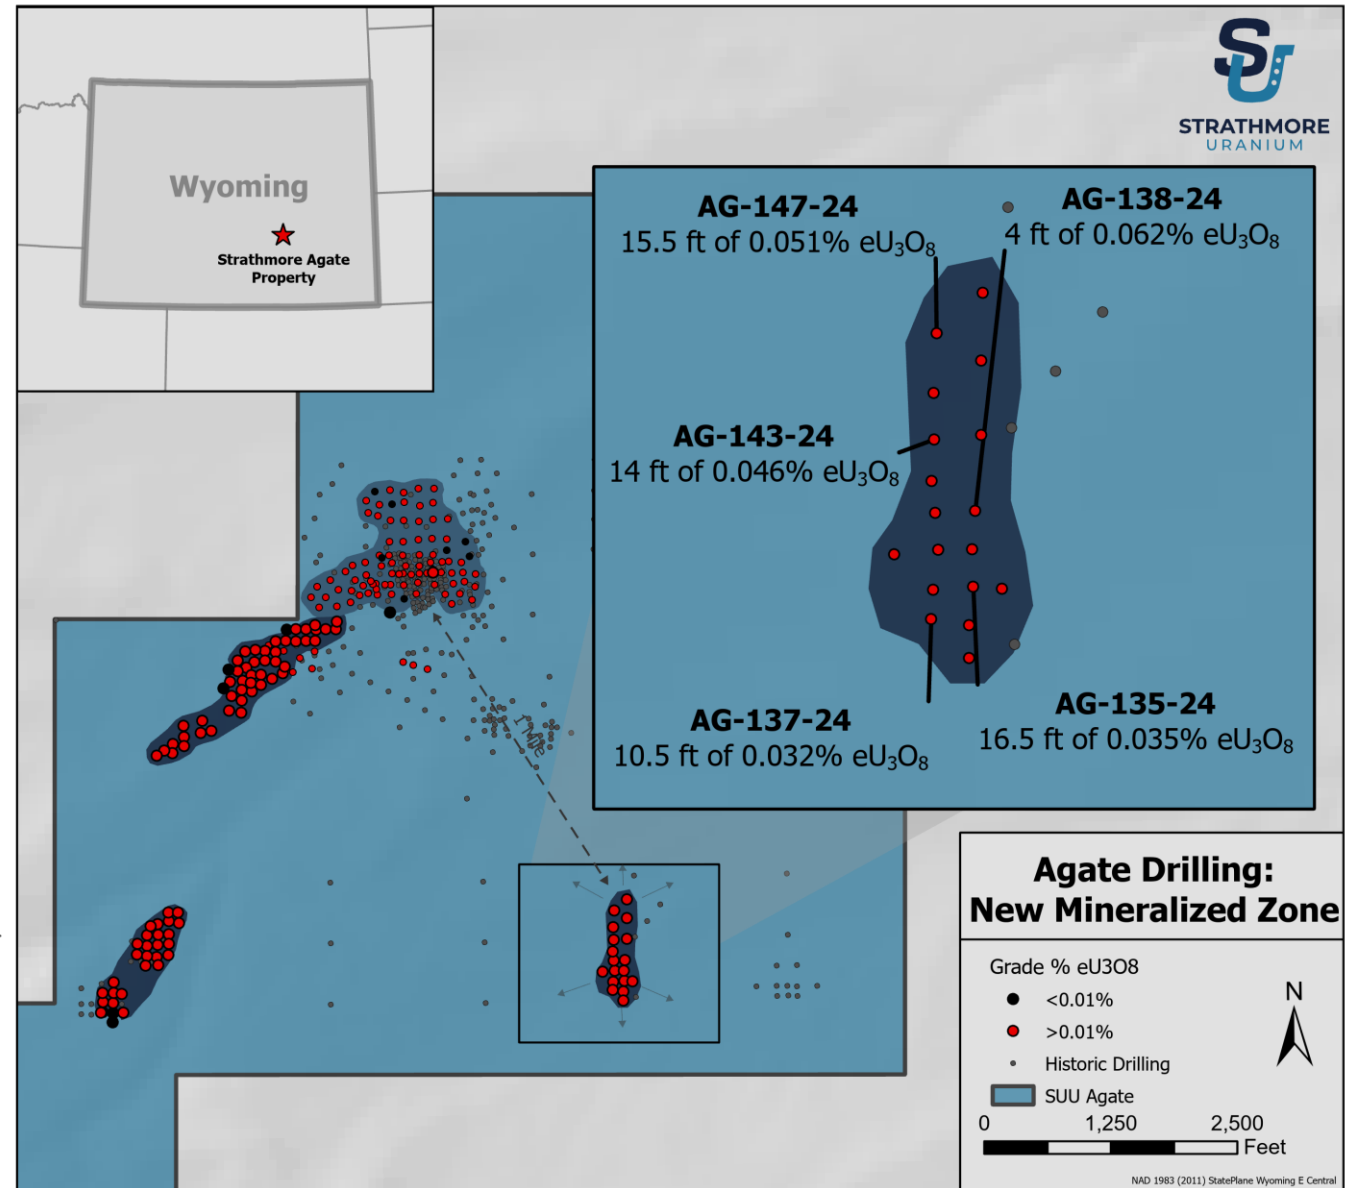 Wyoming
Strathmore Agate
Property
SU
STRATHMORE
URANIUM
AG-147-24
15.5 ft of 0.051% eU₃O₈
AG-138-24
4 ft of 0.062% eU₃O₈
AG-143-24
14 ft of 0.046% eU₃O₈
AG-137-24
10.5 ft of 0.032% eU₃O₈
AG-135-24
16.5 ft of 0.035% eU₃O₈
1 Mile
Agate Drilling:
New Mineralized Zone
Grade % eU3O8
<0.01%
>0.01%
Historic Drilling
SUU Agate
N
0 1,250 2,500
Feet
NAD 1983 (2011) StatePlane Wyoming E Central